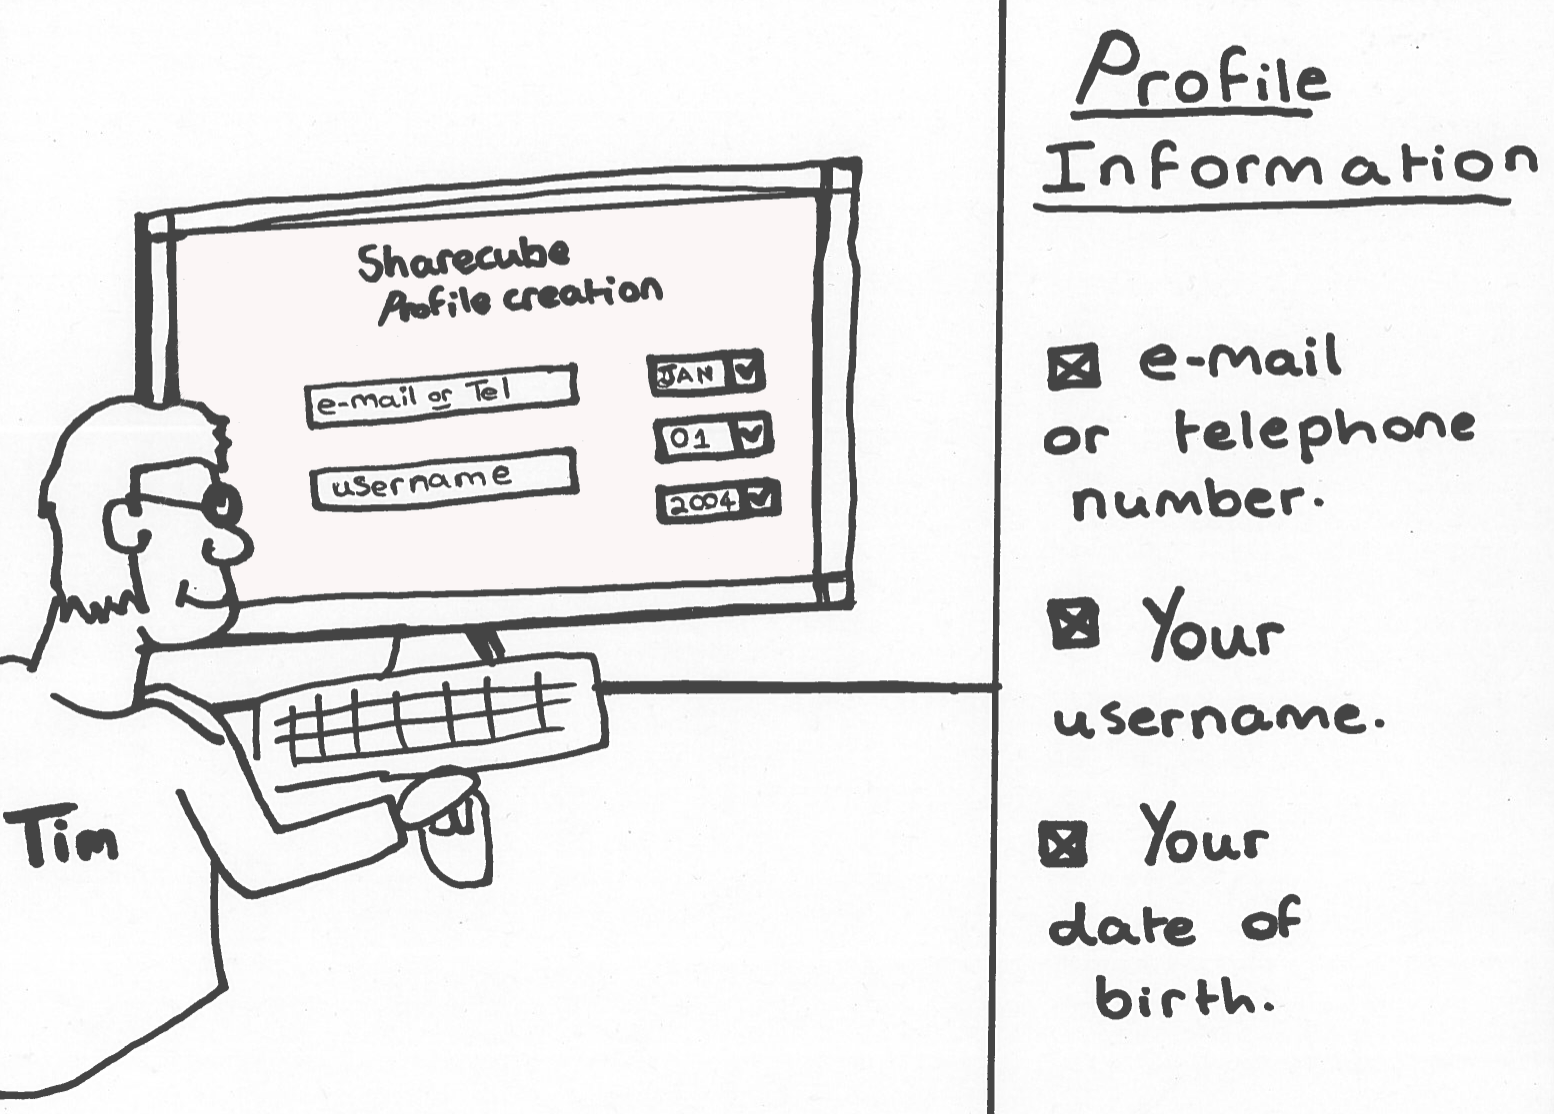 Sharecube
Profile creation
e-mail or Tel
username
JAN
01
2004
Tim
Profile
Information
e-mail
or telephone
number.
Your
username.
Your
date of
birth.